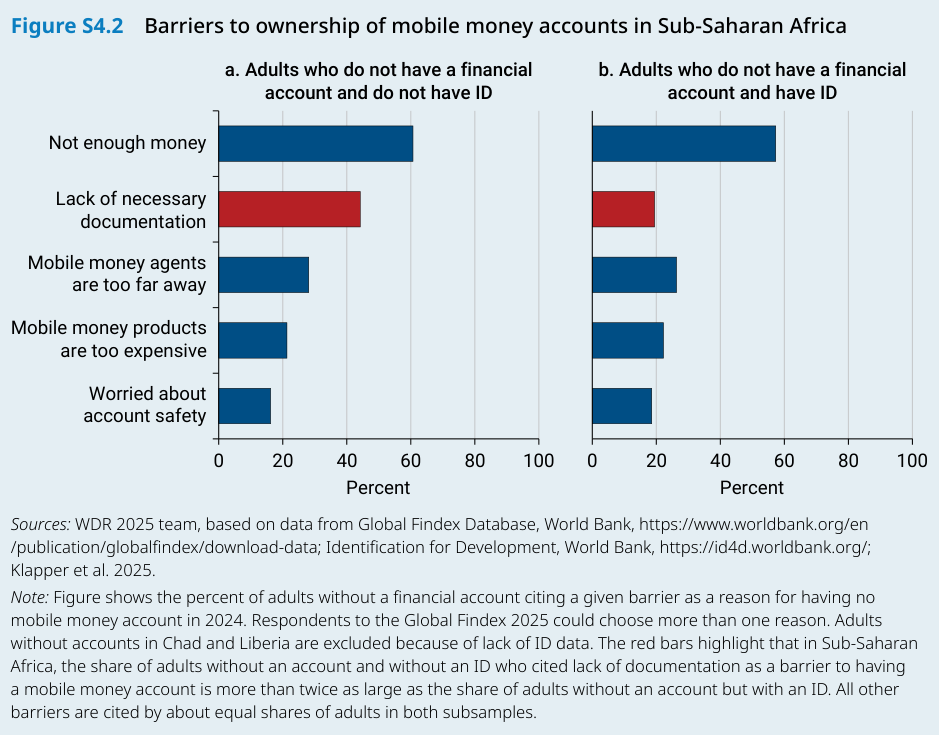 Figure S4.2 Barriers to ownership of mobile money accounts in Sub-Saharan Africa
a. Adults who do not have a financial
account and do not have ID
b. Adults who do not have a financial
account and have ID
Not enough money
Lack of necessary
documentation
Mobile money agents
are too far away
Mobile money products
are too expensive
Worried about
account safety
0 20 40 60 80 100
Percent
0 20 40 60 80 100
Percent
Sources: WDR 2025 team, based on data from Global Findex Database, World Bank, https://www.worldbank.org/en
/publication/globalfindex/download-data; Identification for Development, World Bank, https://id4d.worldbank.org/;
Klapper et al. 2025.
Note: Figure shows the percent of adults without a financial account citing a given barrier as a reason for having no
mobile money account in 2024. Respondents to the Global Findex 2025 could choose more than one reason. Adults
without accounts in Chad and Liberia are excluded because of lack of ID data. The red bars highlight that in Sub-Saharan
Africa, the share of adults without an account and without an ID who cited lack of documentation as a barrier to having
a mobile money account is more than twice as large as the share of adults without an account but with an ID. All other
barriers are cited by about equal shares of adults in both subsamples.